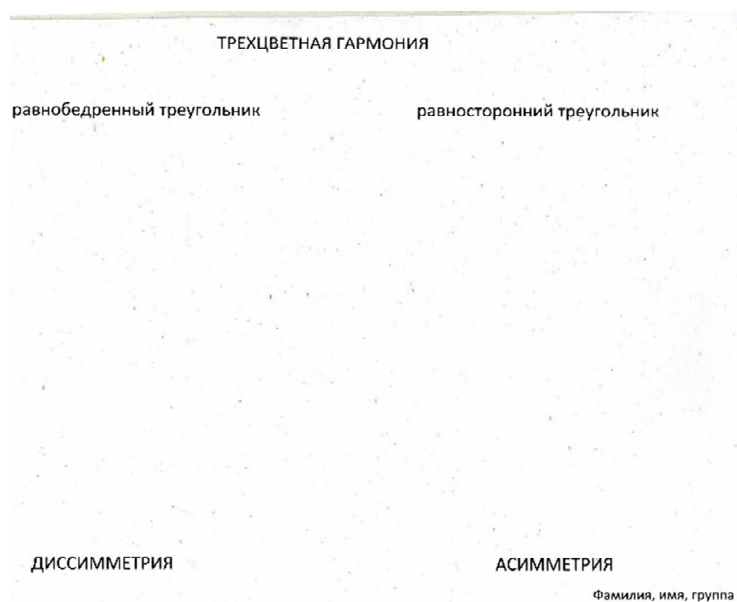 ТРЕХЦВЕТНАЯ ГАРМОНИЯ
равнобедренный треугольник равносторонний треугольник
ДИССИММЕТРИЯ АСИММЕТРИЯ
Фамилия, имя, группа